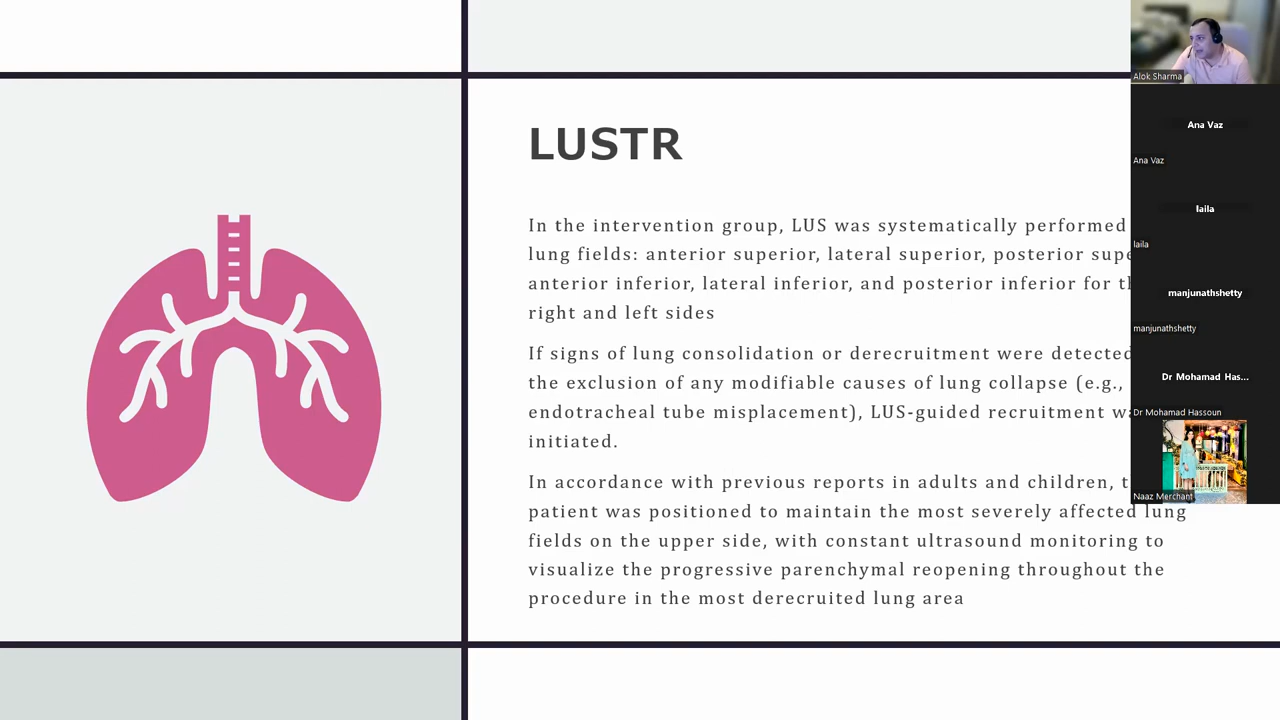 LUSTR
In the intervention group, LUS was systematically performed
lung fields: anterior superior, lateral superior, posterior
anterior inferior, lateral inferior, and posterior inferior for
right and left sides
If signs of lung consolidation or derecruitment were detected
the exclusion of any modifiable causes of lung collapse (e.g.,
endotracheal tube misplacement), LUS-guided recruitment
initiated.
In accordance with previous reports in adults and children,
patient was positioned to maintain the most severely affected lung
fields on the upper side, with constant ultrasound monitoring to
visualize the progressive parenchymal reopening throughout the
procedure in the most derecruited lung area
Alok Sharma
Ana Vaz
Ana Vaz
laila
laila
manjunathshetty
manjunathshetty
Dr Mohamad Has...
Dr Mohamad Hassoun
Naaz Merchant